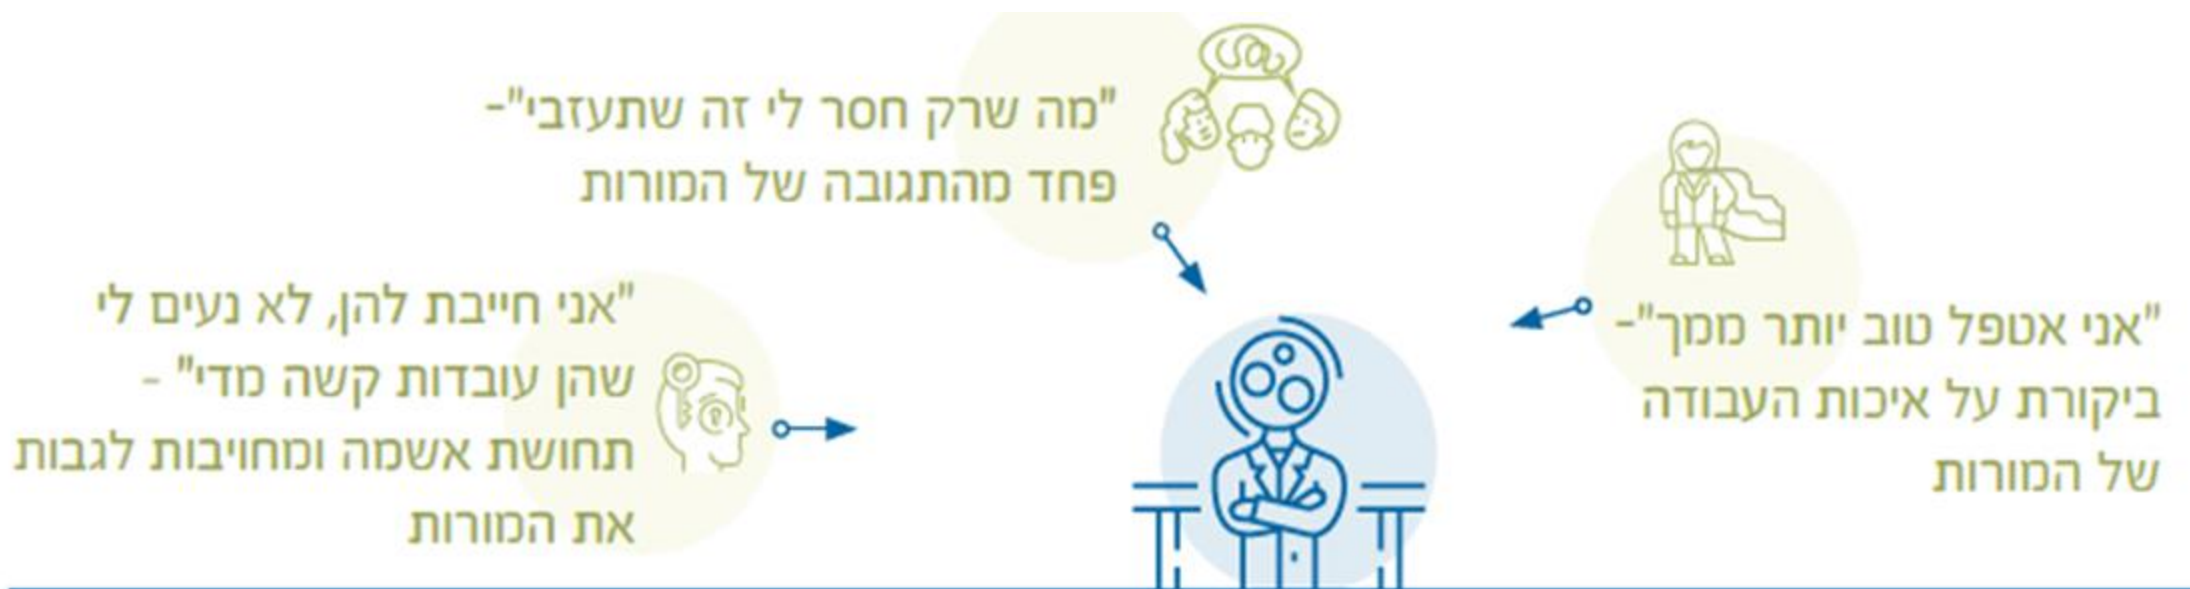 "אני אטפל טוב יותר ממך"-
ביקורת על איכות העבודה
של המורות
"מה שרק חסר לי זה שתעזבי"-
פחד מהתגובה של המורות
"אני חייבת להן, לא נעים לי
שהן עובדות קשה מדי" -
תחושת אשמה ומחויבות לגבות
את המורות